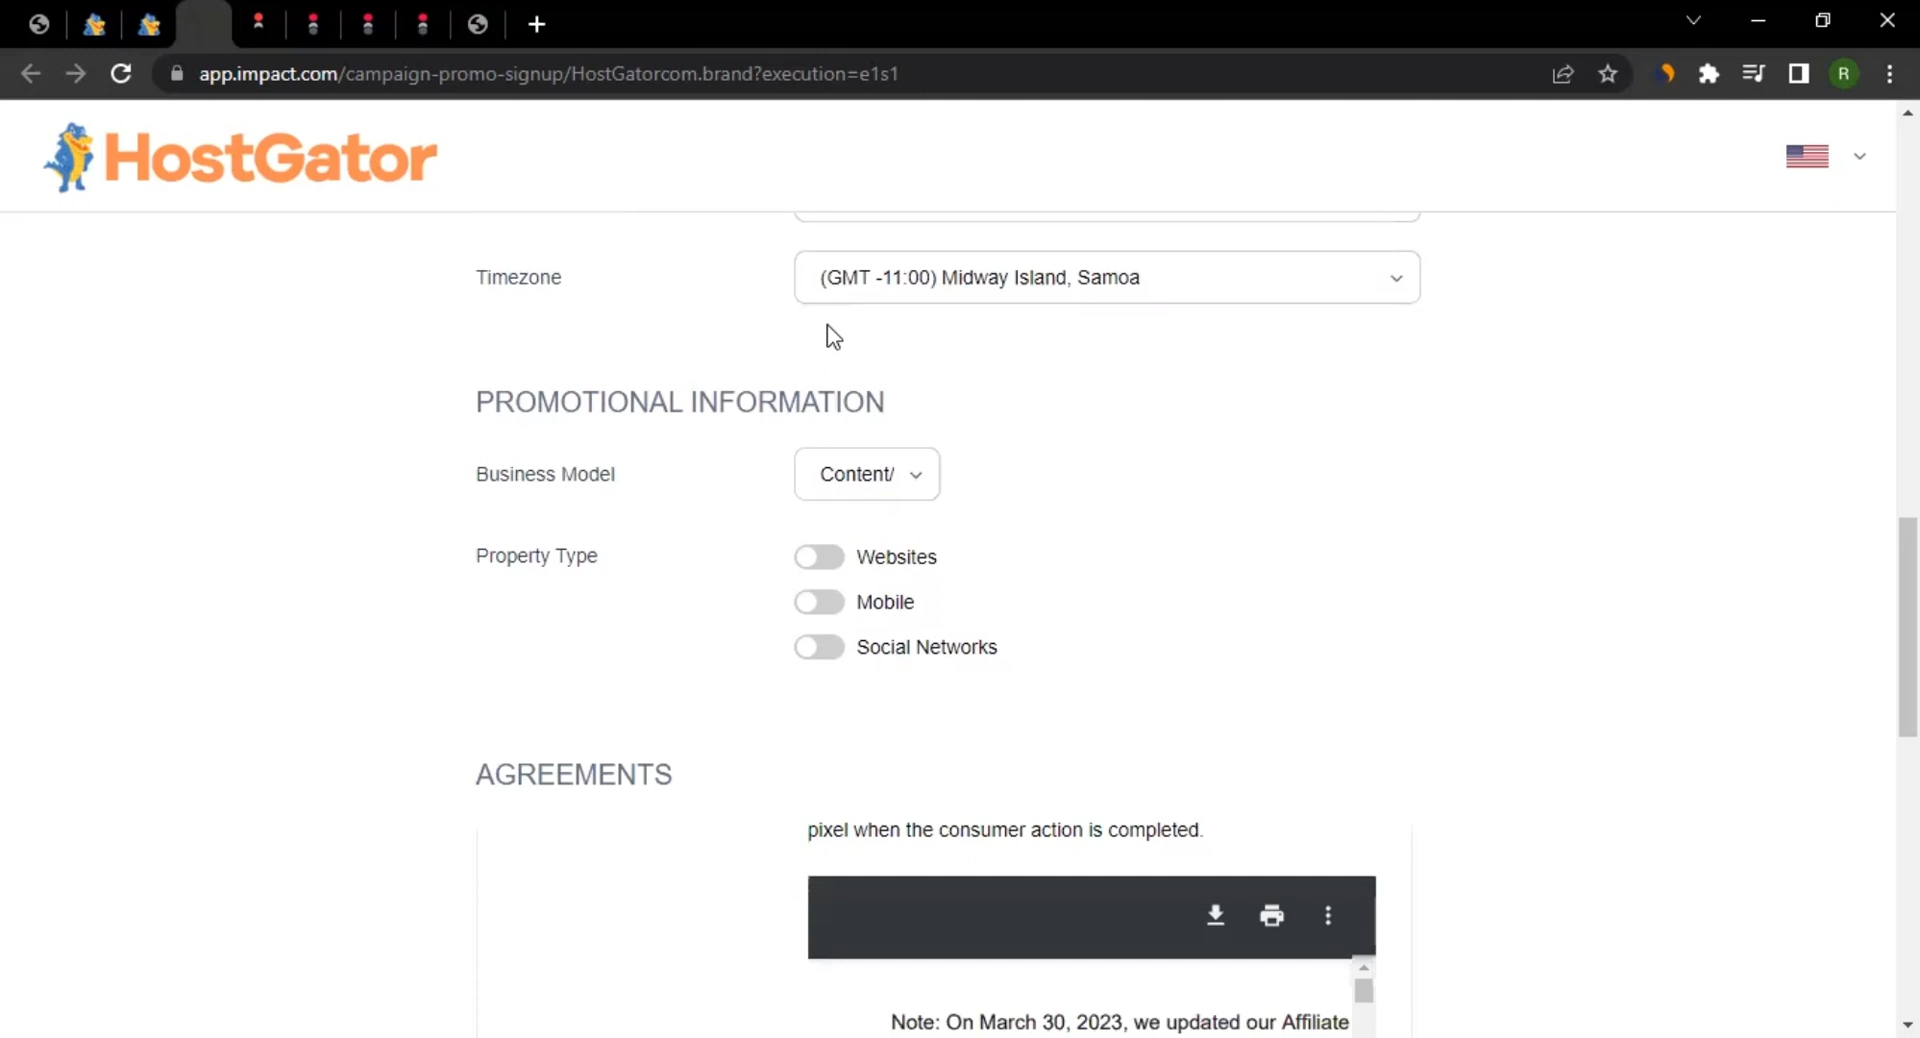 app.impact.com/campaign-promo-signup/HostGatorcom.brand?execution=e1s1
R
HostGator
Timezone
(GMT -11:00) Midway Island, Samoa
PROMOTIONAL INFORMATION
Business Model
Content/
Property Type
Websites
Mobile
Social Networks
AGREEMENTS
pixel when the consumer action is completed.
Note: On March 30, 2023, we updated our Affiliate